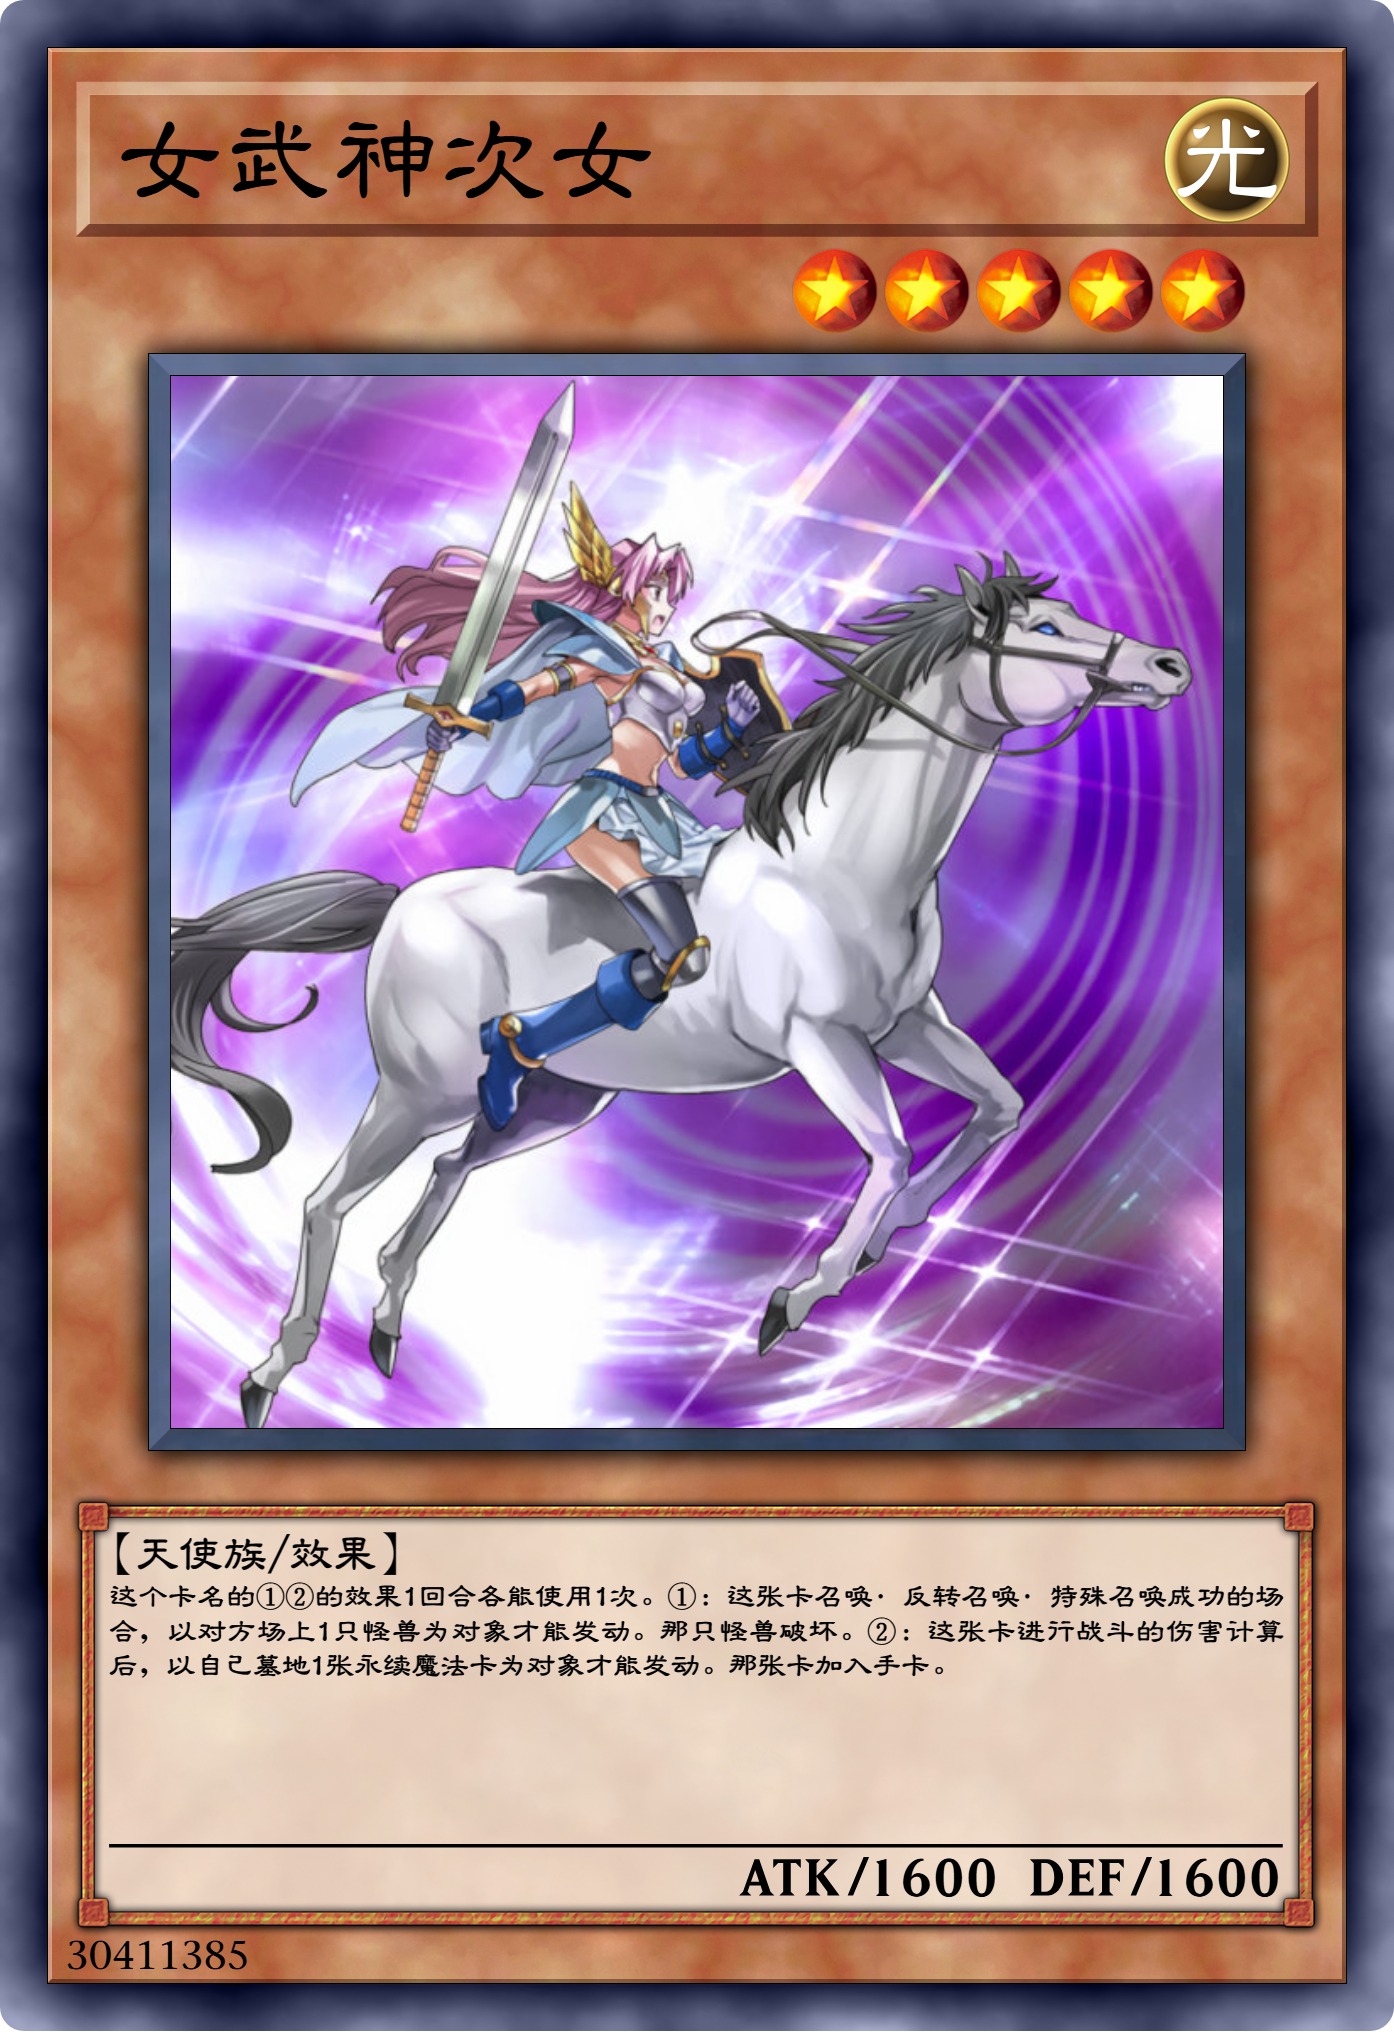 女武神次女
光
【天使族/效果】
这个卡名的①②的效果1回合各能使用1次。①：这张卡召唤·反转召唤·特殊召唤成功的场
合，以对方场上1只怪兽为对象才能发动。那只怪兽破坏。②：这张卡进行战斗的伤害计算
后，以自己墓地1张永续魔法卡为对象才能发动。那张卡加入手卡。
ATK/1600 DEF/1600
30411385